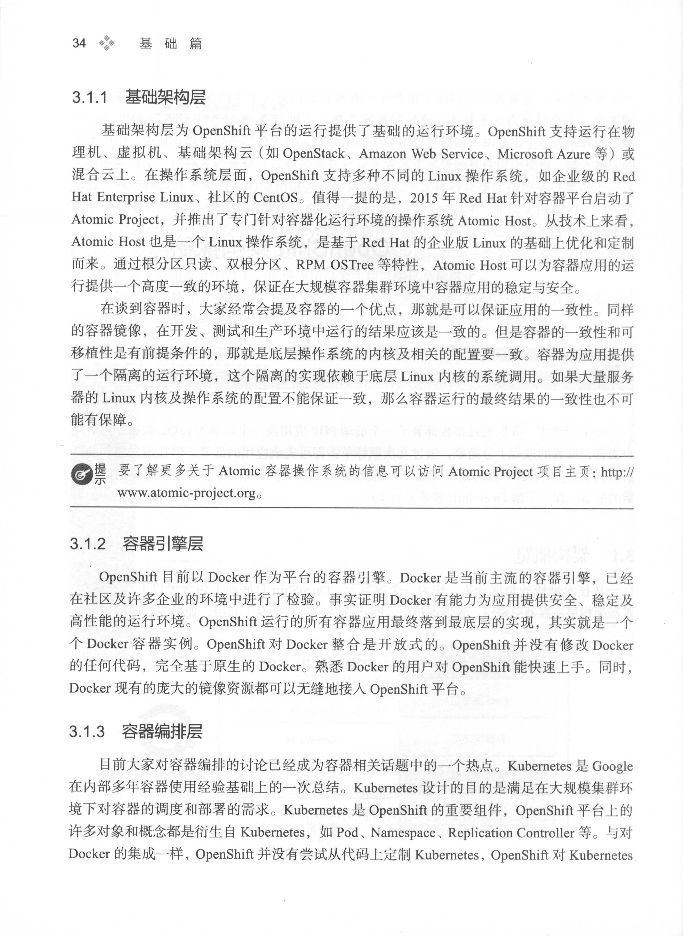 34 基础篇
3.1.1 基础架构层
基础架构层为 OpenShift 平台的运行提供了基础的运行环境。OpenShift 支持运行在物
理机、虚拟机、基础架构云（如 OpenStack、Amazon Web Service、Microsoft Azure 等）或
混合云上。在操作系统层面，OpenShift 支持多种不同的 Linux 操作系统，如企业级的 Red
Hat Enterprise Linux、社区的 CentOS。值得一提的是，2015 年 Red Hat 针对容器平台启动了
Atomic Project，并推出了专门针对容器化运行环境的操作系统 Atomic Host。从技术上来看，
Atomic Host 也是一个 Linux 操作系统，是基于 Red Hat 的企业版 Linux 的基础上优化和定制
而来。通过根分区只读、双根分区、RPM OSTree 等特性，Atomic Host 可以为容器应用的运
行提供一个高度一致的环境，保证在大规模容器集群环境中容器应用的稳定与安全。
在谈到容器时，大家经常会提及容器的一个优点，那就是可以保证应用的一致性。同样
的容器镜像，在开发、测试和生产环境中运行的结果应该是一致的。但是容器的一致性和可
移植性是有前提条件的，那就是底层操作系统的内核及相关的配置要一致。容器为应用提供
了一个隔离的运行环境，这个隔离的实现依赖于底层 Linux 内核的系统调用。如果大量服务
器的 Linux 内核及操作系统的配置不能保证一致，那么容器运行的最终结果的一致性也不可
能有保障。
提示 要了解更多关于 Atomic 容器操作系统的信息可以访问 Atomic Project 项目主页：http://
www.atomic-project.org。
3.1.2 容器引擎层
OpenShift 目前以 Docker 作为平台的容器引擎。Docker 是当前主流的容器引擎，已经
在社区及许多企业的环境中进行了检验。事实证明 Docker 有能力为应用提供安全、稳定及
高性能的运行环境。OpenShift 运行的所有容器应用最终落到最底层的实现，其实就是一个
个 Docker 容器实例。OpenShift 对 Docker 整合是开放式的。OpenShift 并没有修改 Docker
的任何代码，完全基于原生的 Docker。熟悉 Docker 的用户对 OpenShift 能快速上手。同时，
Docker 现有的庞大的镜像资源都可以无缝地接入 OpenShift 平台。
3.1.3 容器编排层
目前大家对容器编排的讨论已经成为容器相关话题中的一个热点。Kubernetes 是 Google
在内部多年容器使用经验基础上的一次总结。Kubernetes 设计的目的是满足在大规模集群环
境下对容器的调度和部署的需求。Kubernetes 是 OpenShift 的重要组件，OpenShift 平台上的
许多对象和概念都是衍生自 Kubernetes，如 Pod、Namespace、Replication Controller 等。与对
Docker 的集成一样，OpenShift 并没有尝试从代码上定制 Kubernetes，OpenShift 对 Kubernetes